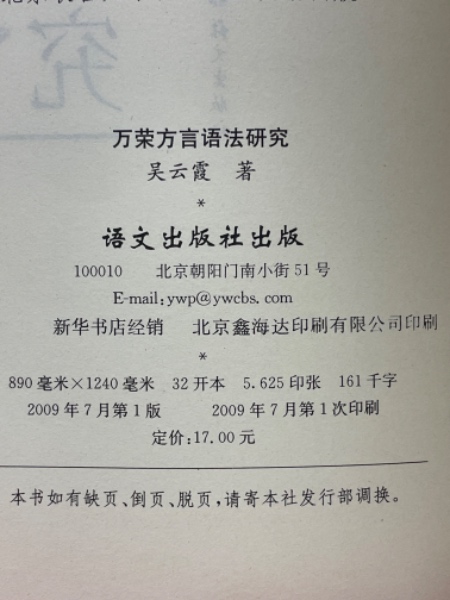 万荣方言语法研究
吴云霞 著
*
语文出版社出版
100010 北京朝阳门南小街51号
E-mail:ywp@ywcbs.com
新华书店经销 北京鑫海达印刷有限公司印刷
*
890毫米×1240毫米 32开本 5.625印张 161千字
2009年7月第1版 2009年7月第1次印刷
定价:17.00元
本书如有缺页、倒页、脱页,请寄本社发行部调换。